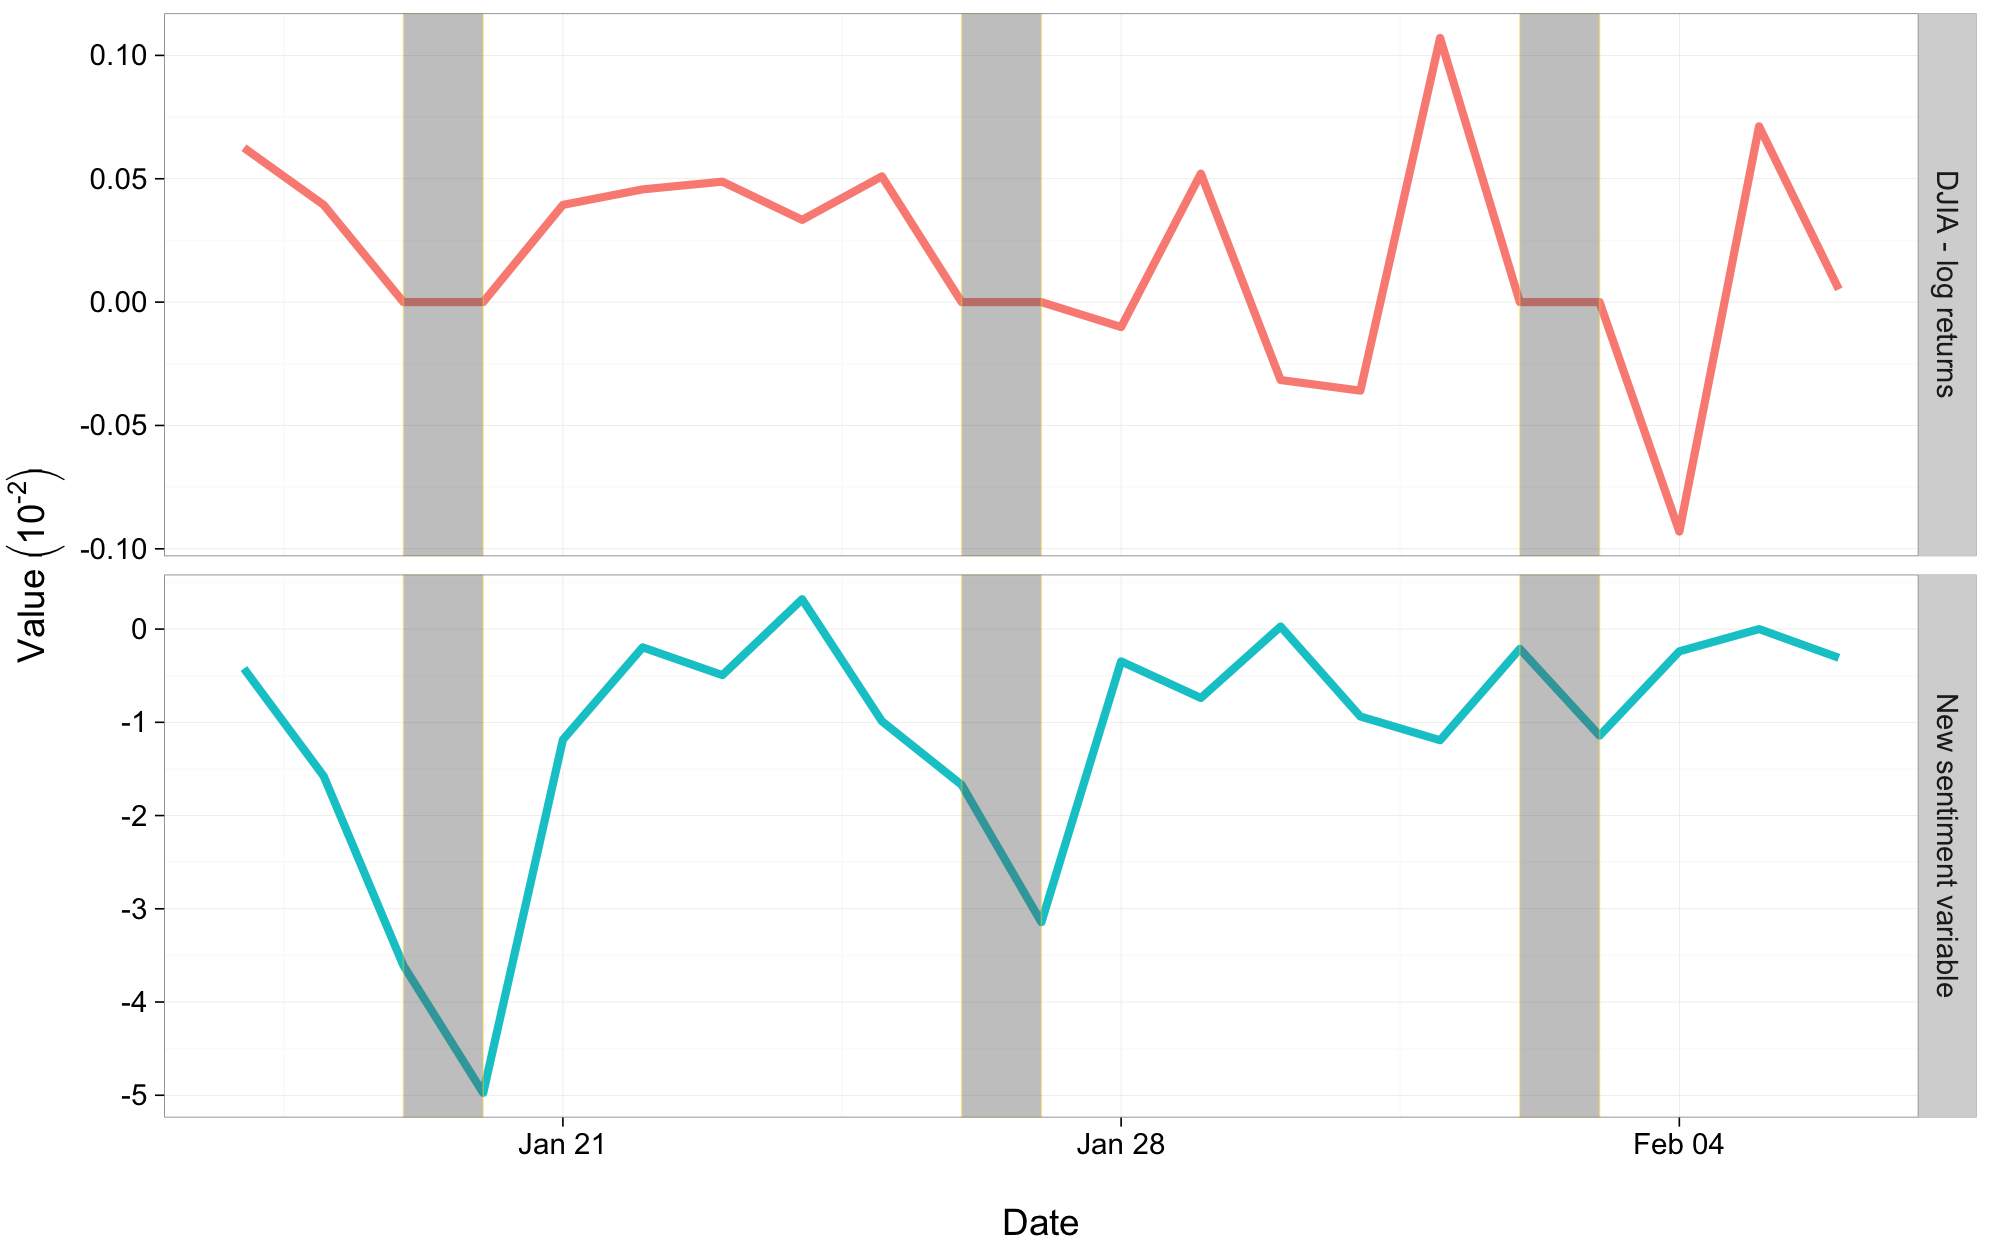 Value (10⁻²)
0.10
0.05
0.00
-0.05
-0.10
DJIA - log returns
0
-1
-2
-3
-4
-5
New sentiment variable
Jan 21
Jan 28
Feb 04
Date